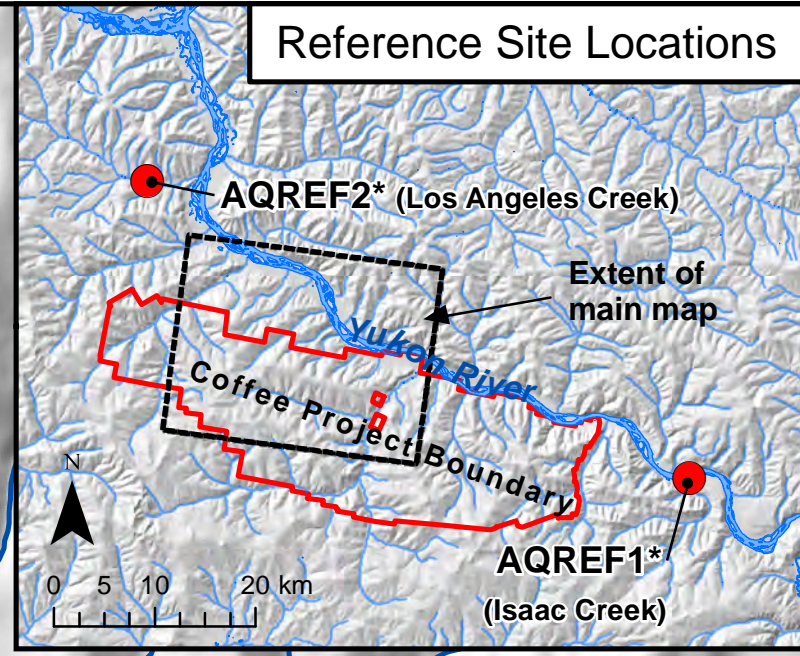 Reference Site Locations
AQREF2* (Los Angeles Creek)
Extent of
main map
Yukon River
Coffee Project Boundary
N
AQREF1*
(Isaac Creek)
0 5 10 20 km